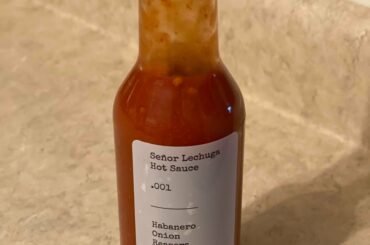 Señor Lechuga
Hot Sauce
.001
Habanero
Onion